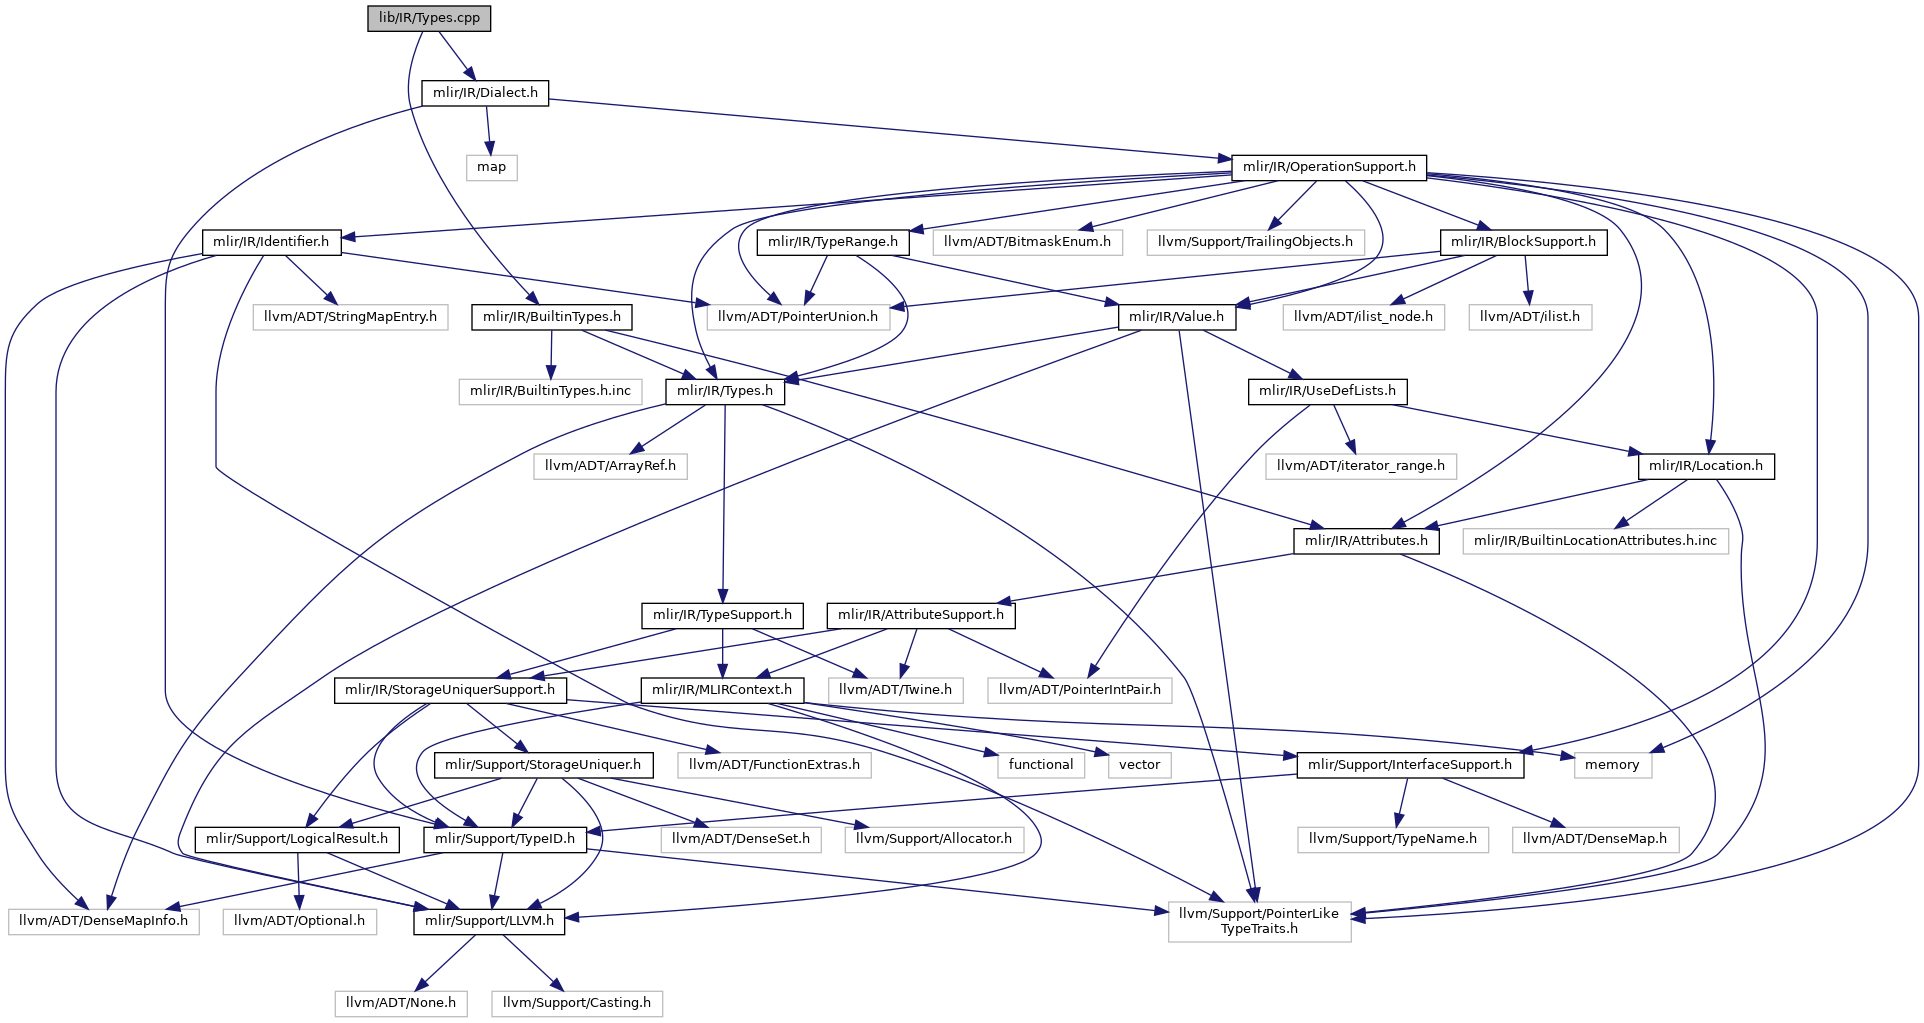 lib/IR/Types.cpp
mlir/IR/Dialect.h
map
mlir/IR/OperationSupport.h
mlir/IR/Identifier.h
mlir/IR/TypeRange.h
llvm/ADT/BitmaskEnum.h
llvm/Support/TrailingObjects.h
mlir/IR/BlockSupport.h
llvm/ADT/StringMapEntry.h
mlir/IR/BuiltinTypes.h
llvm/ADT/PointerUnion.h
mlir/IR/Value.h
llvm/ADT/ilist_node.h
llvm/ADT/ilist.h
mlir/IR/BuiltinTypes.h.inc
mlir/IR/Types.h
mlir/IR/UseDefLists.h
llvm/ADT/ArrayRef.h
llvm/ADT/iterator_range.h
mlir/IR/Location.h
mlir/IR/Attributes.h
mlir/IR/BuiltinLocationAttributes.h.inc
mlir/IR/TypeSupport.h
mlir/IR/AttributeSupport.h
mlir/IR/StorageUniquerSupport.h
mlir/IR/MLIRContext.h
llvm/ADT/Twine.h
llvm/ADT/PointerIntPair.h
mlir/Support/StorageUniquer.h
llvm/ADT/FunctionExtras.h
functional
vector
mlir/Support/InterfaceSupport.h
memory
mlir/Support/LogicalResult.h
mlir/Support/TypeID.h
llvm/ADT/DenseSet.h
llvm/Support/Allocator.h
llvm/Support/TypeName.h
llvm/ADT/DenseMap.h
llvm/ADT/DenseMapInfo.h
llvm/ADT/Optional.h
mlir/Support/LLVM.h
llvm/Support/PointerLike
TypeTraits.h
llvm/ADT/None.h
llvm/Support/Casting.h